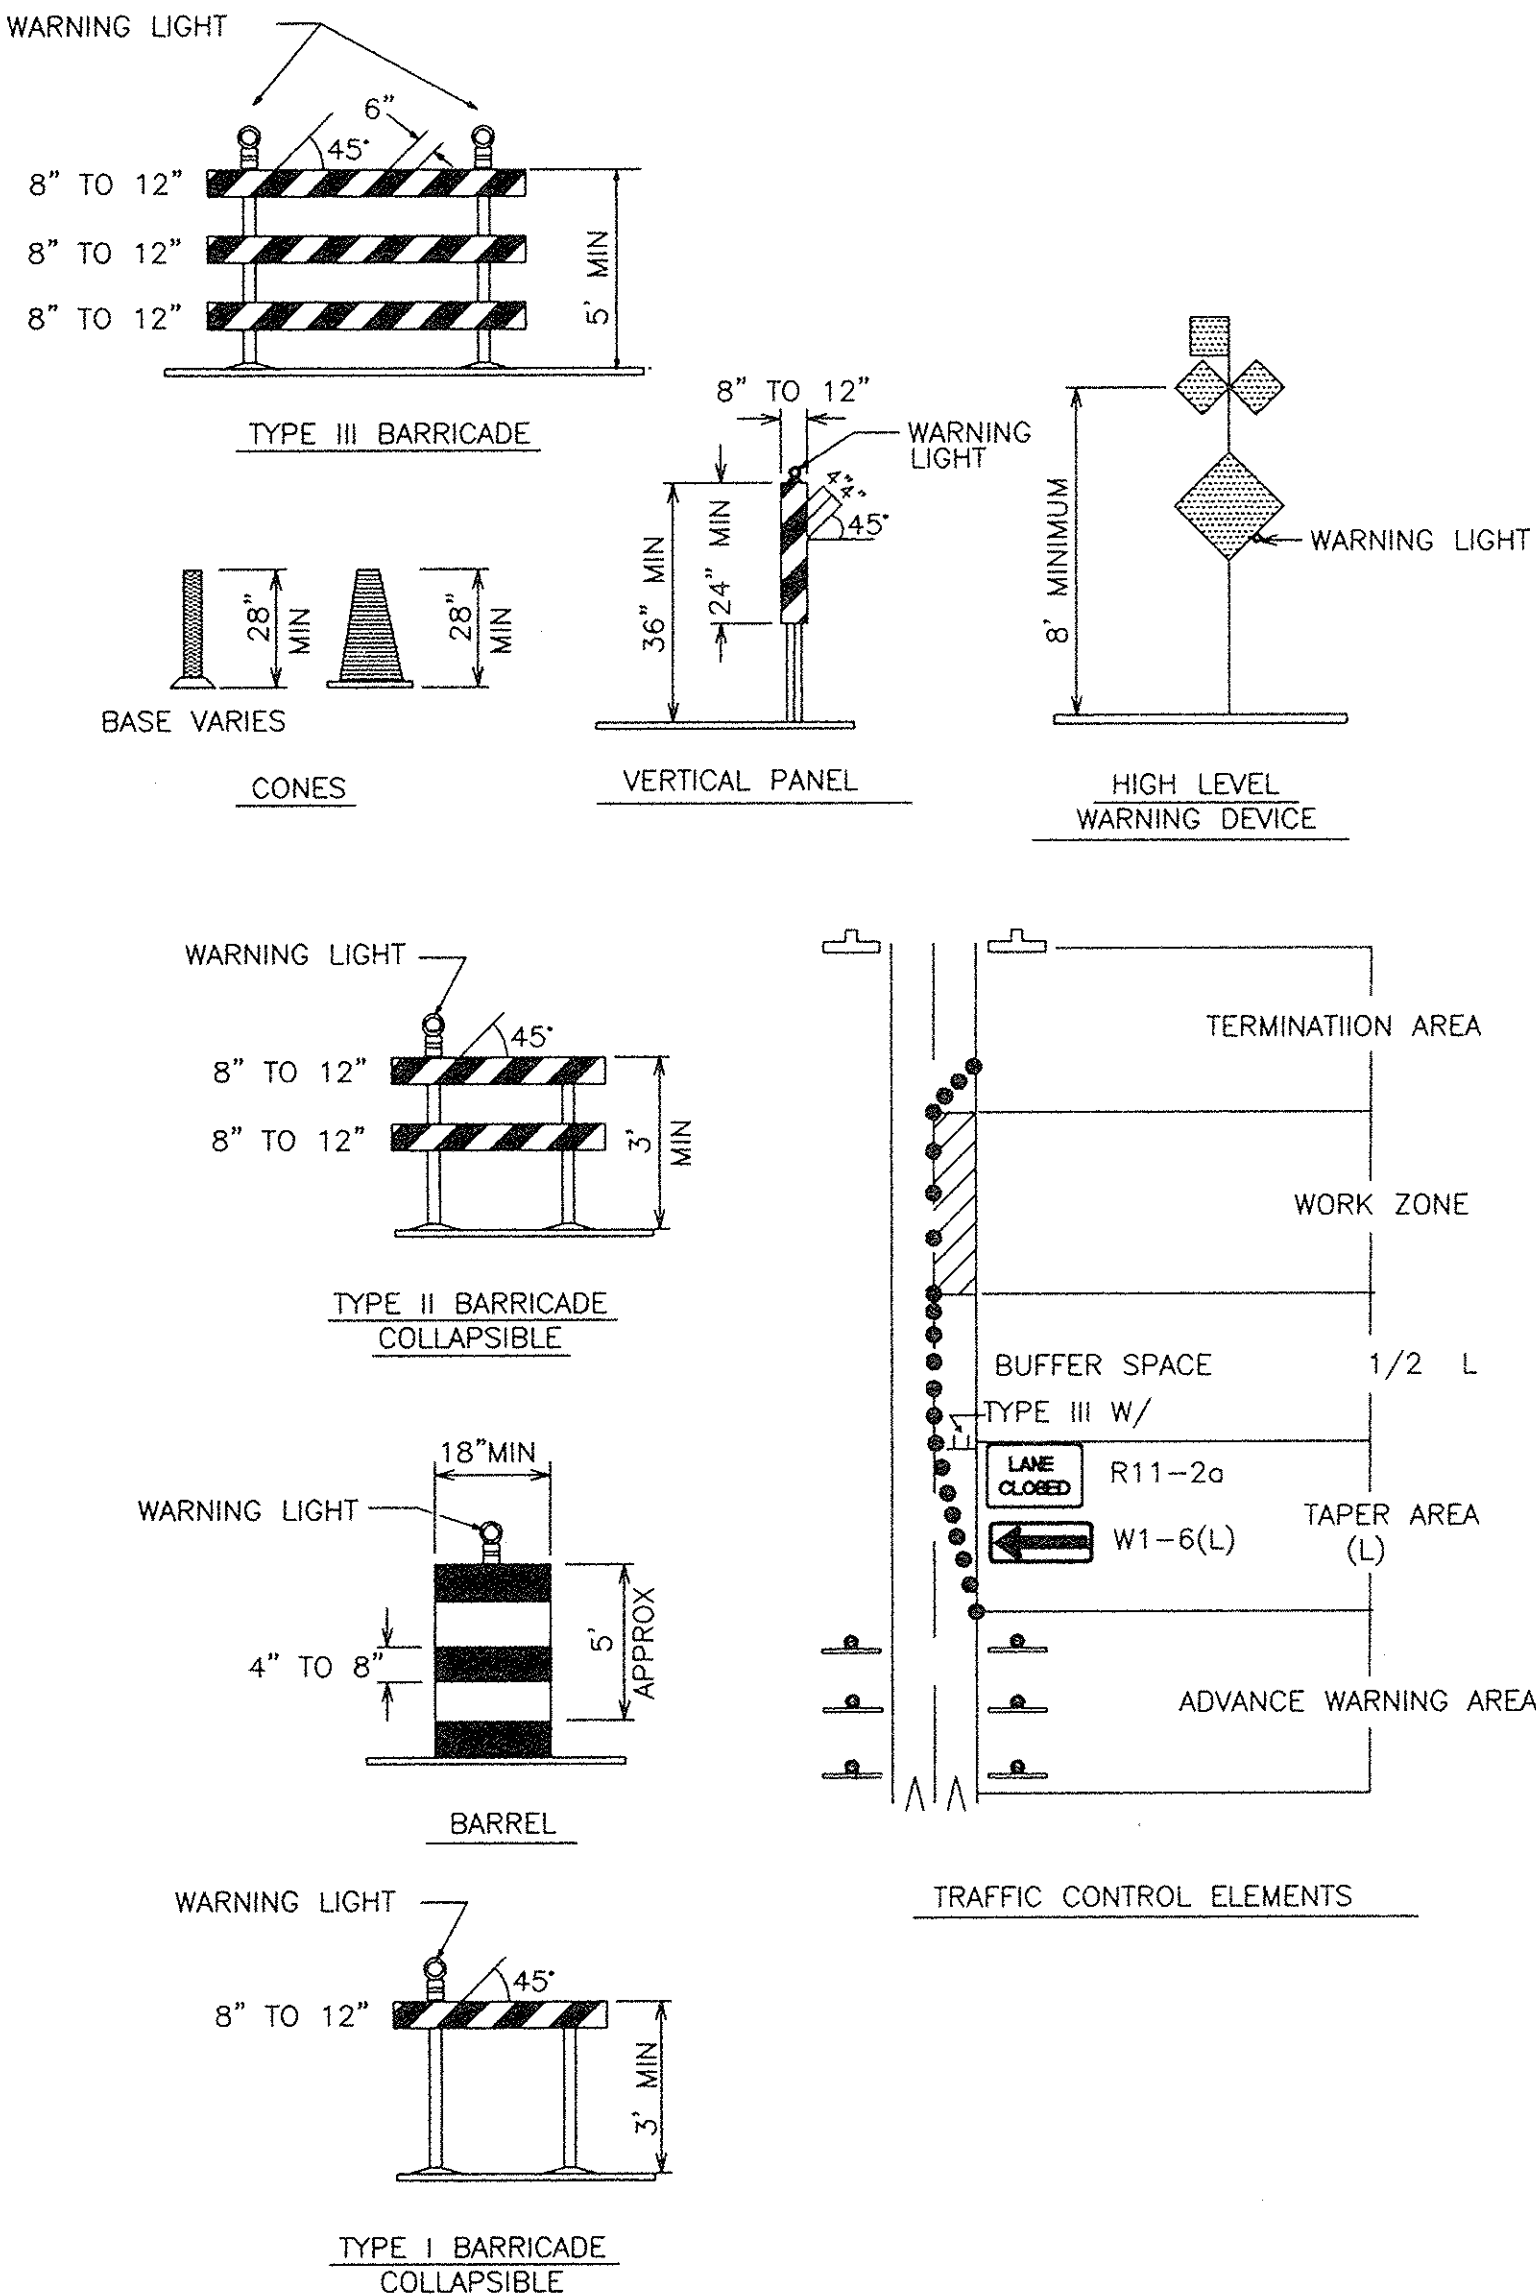 WARNING LIGHT
6"
45°
8" TO 12"
8" TO 12"
8" TO 12"
5' MIN
TYPE III BARRICADE
28"
MIN
28"
MIN
BASE VARIES
CONES
8" TO 12"
WARNING
LIGHT
4"
4"
45°
36" MIN
24" MIN
VERTICAL PANEL
8' MINIMUM
WARNING LIGHT
HIGH LEVEL
WARNING DEVICE
WARNING LIGHT
45°
8" TO 12"
8" TO 12"
3'
MIN
TYPE II BARRICADE
COLLAPSIBLE
18"MIN
WARNING LIGHT
4" TO 8"
5'
APPROX
BARREL
WARNING LIGHT
45°
8" TO 12"
3' MIN
TYPE I BARRICADE
COLLAPSIBLE
TERMINATIION AREA
WORK ZONE
BUFFER SPACE 1/2 L
TYPE III W/
LANE
CLOSED
R11-2a
W1-6(L)
TAPER AREA
(L)
ADVANCE WARNING AREA
TRAFFIC CONTROL ELEMENTS